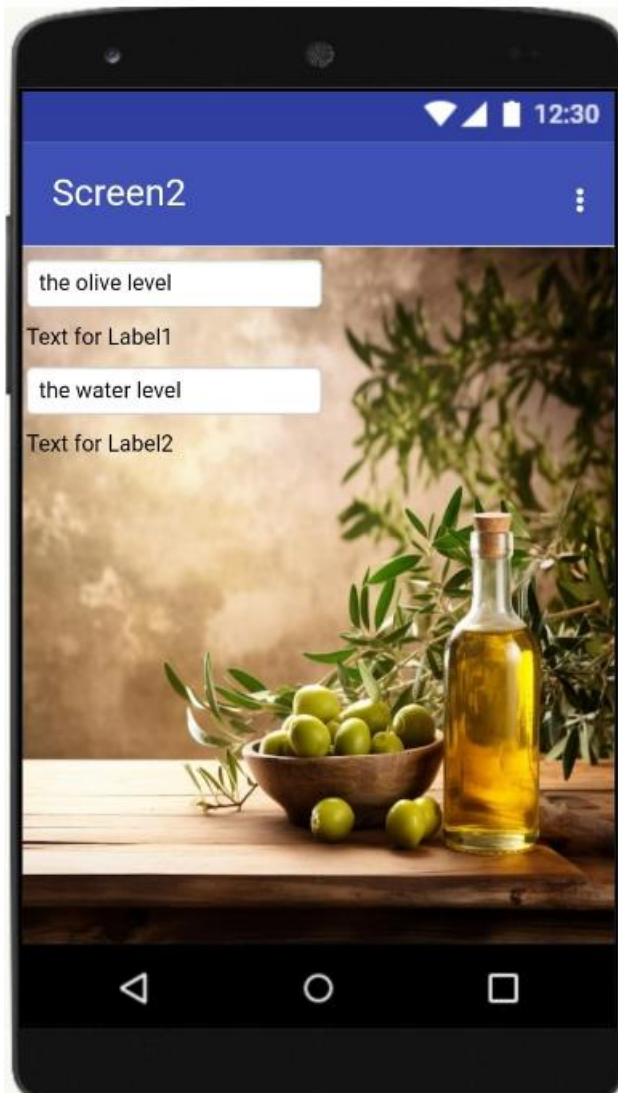 12:30
Screen2
the olive level
Text for Label1
the water level
Text for Label2